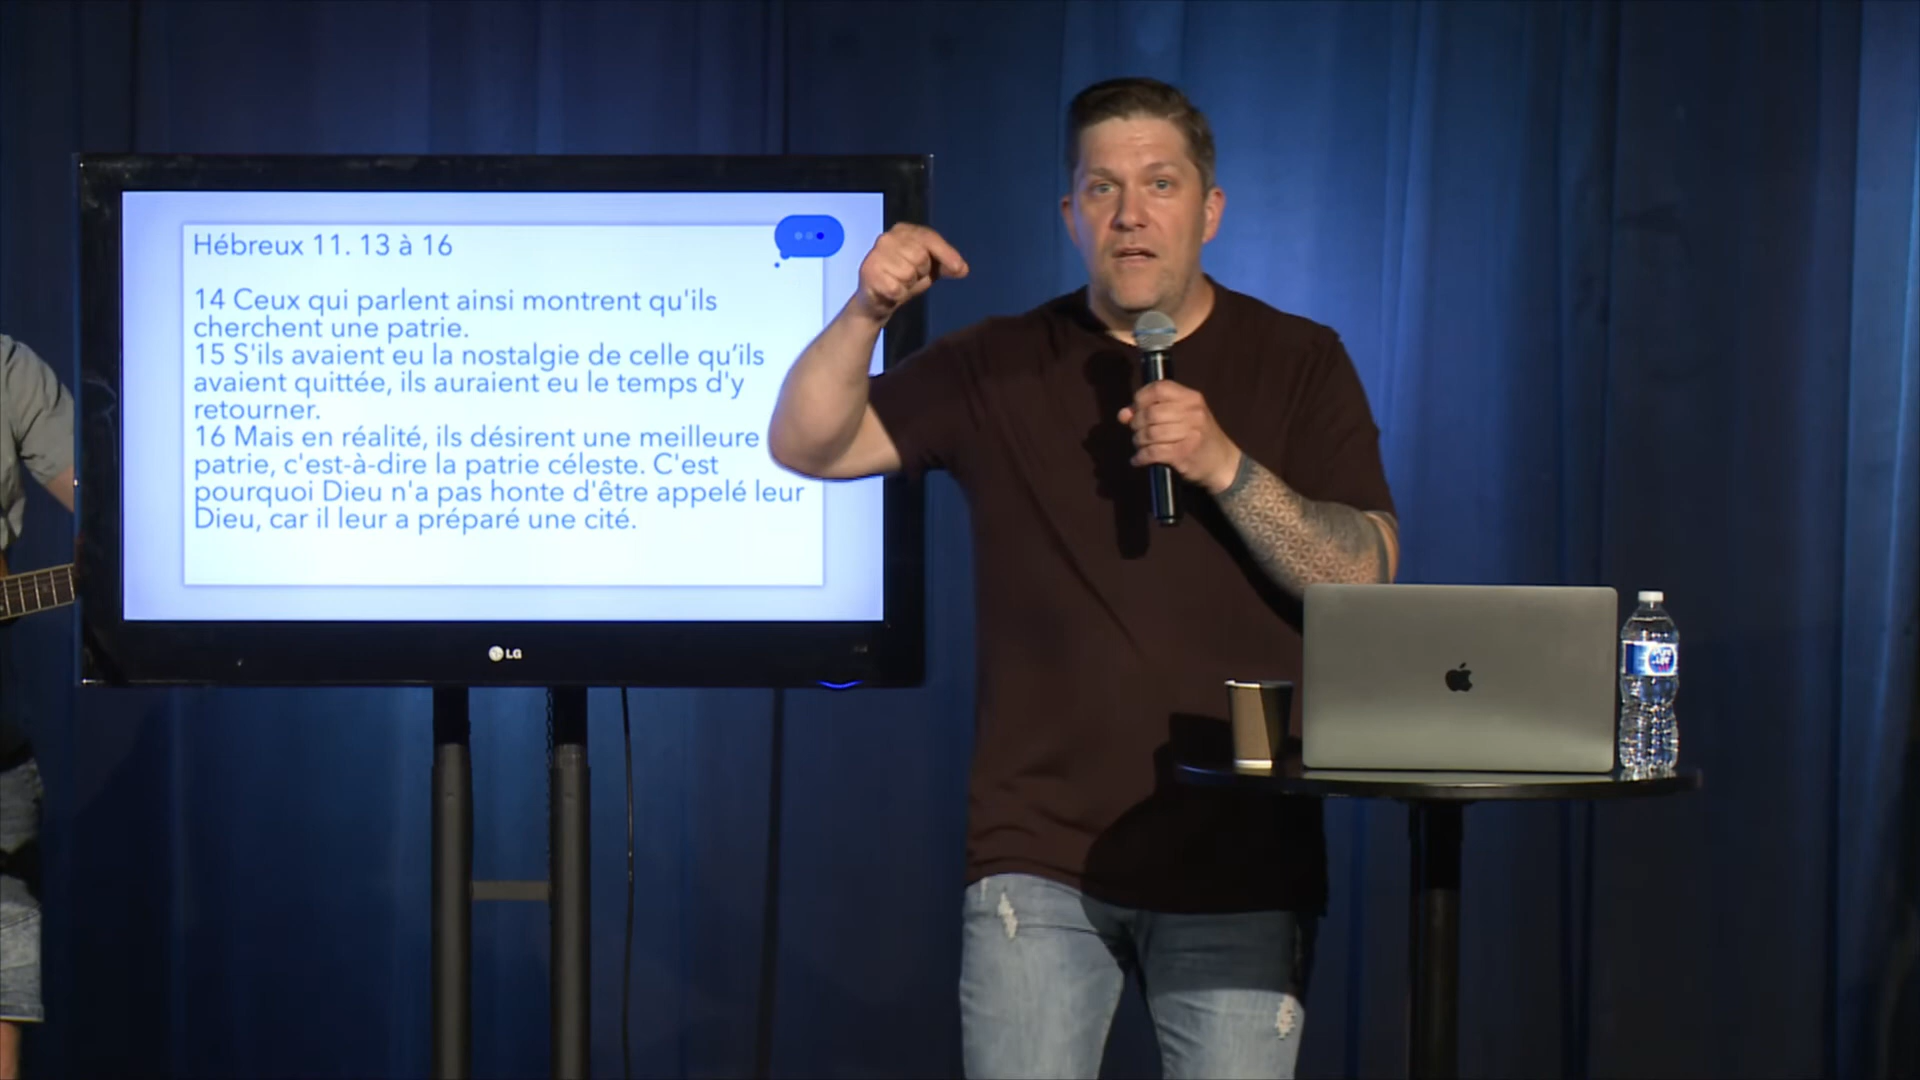 Hébreux 11. 13 à 16
14 Ceux qui parlent ainsi montrent qu'ils
cherchent une patrie.
15 S'ils avaient eu la nostalgie de celle qu‘ils
avaient quittée, ils auraient eu le temps d'y
retourner.
16 Mais en réalité, ils désirent une meilleure
patrie, c'est-à-dire la patrie céleste. C'est
pourquoi Dieu n'a pas honte d'être appelé leur
Dieu, car il leur a préparé une cité.
LG